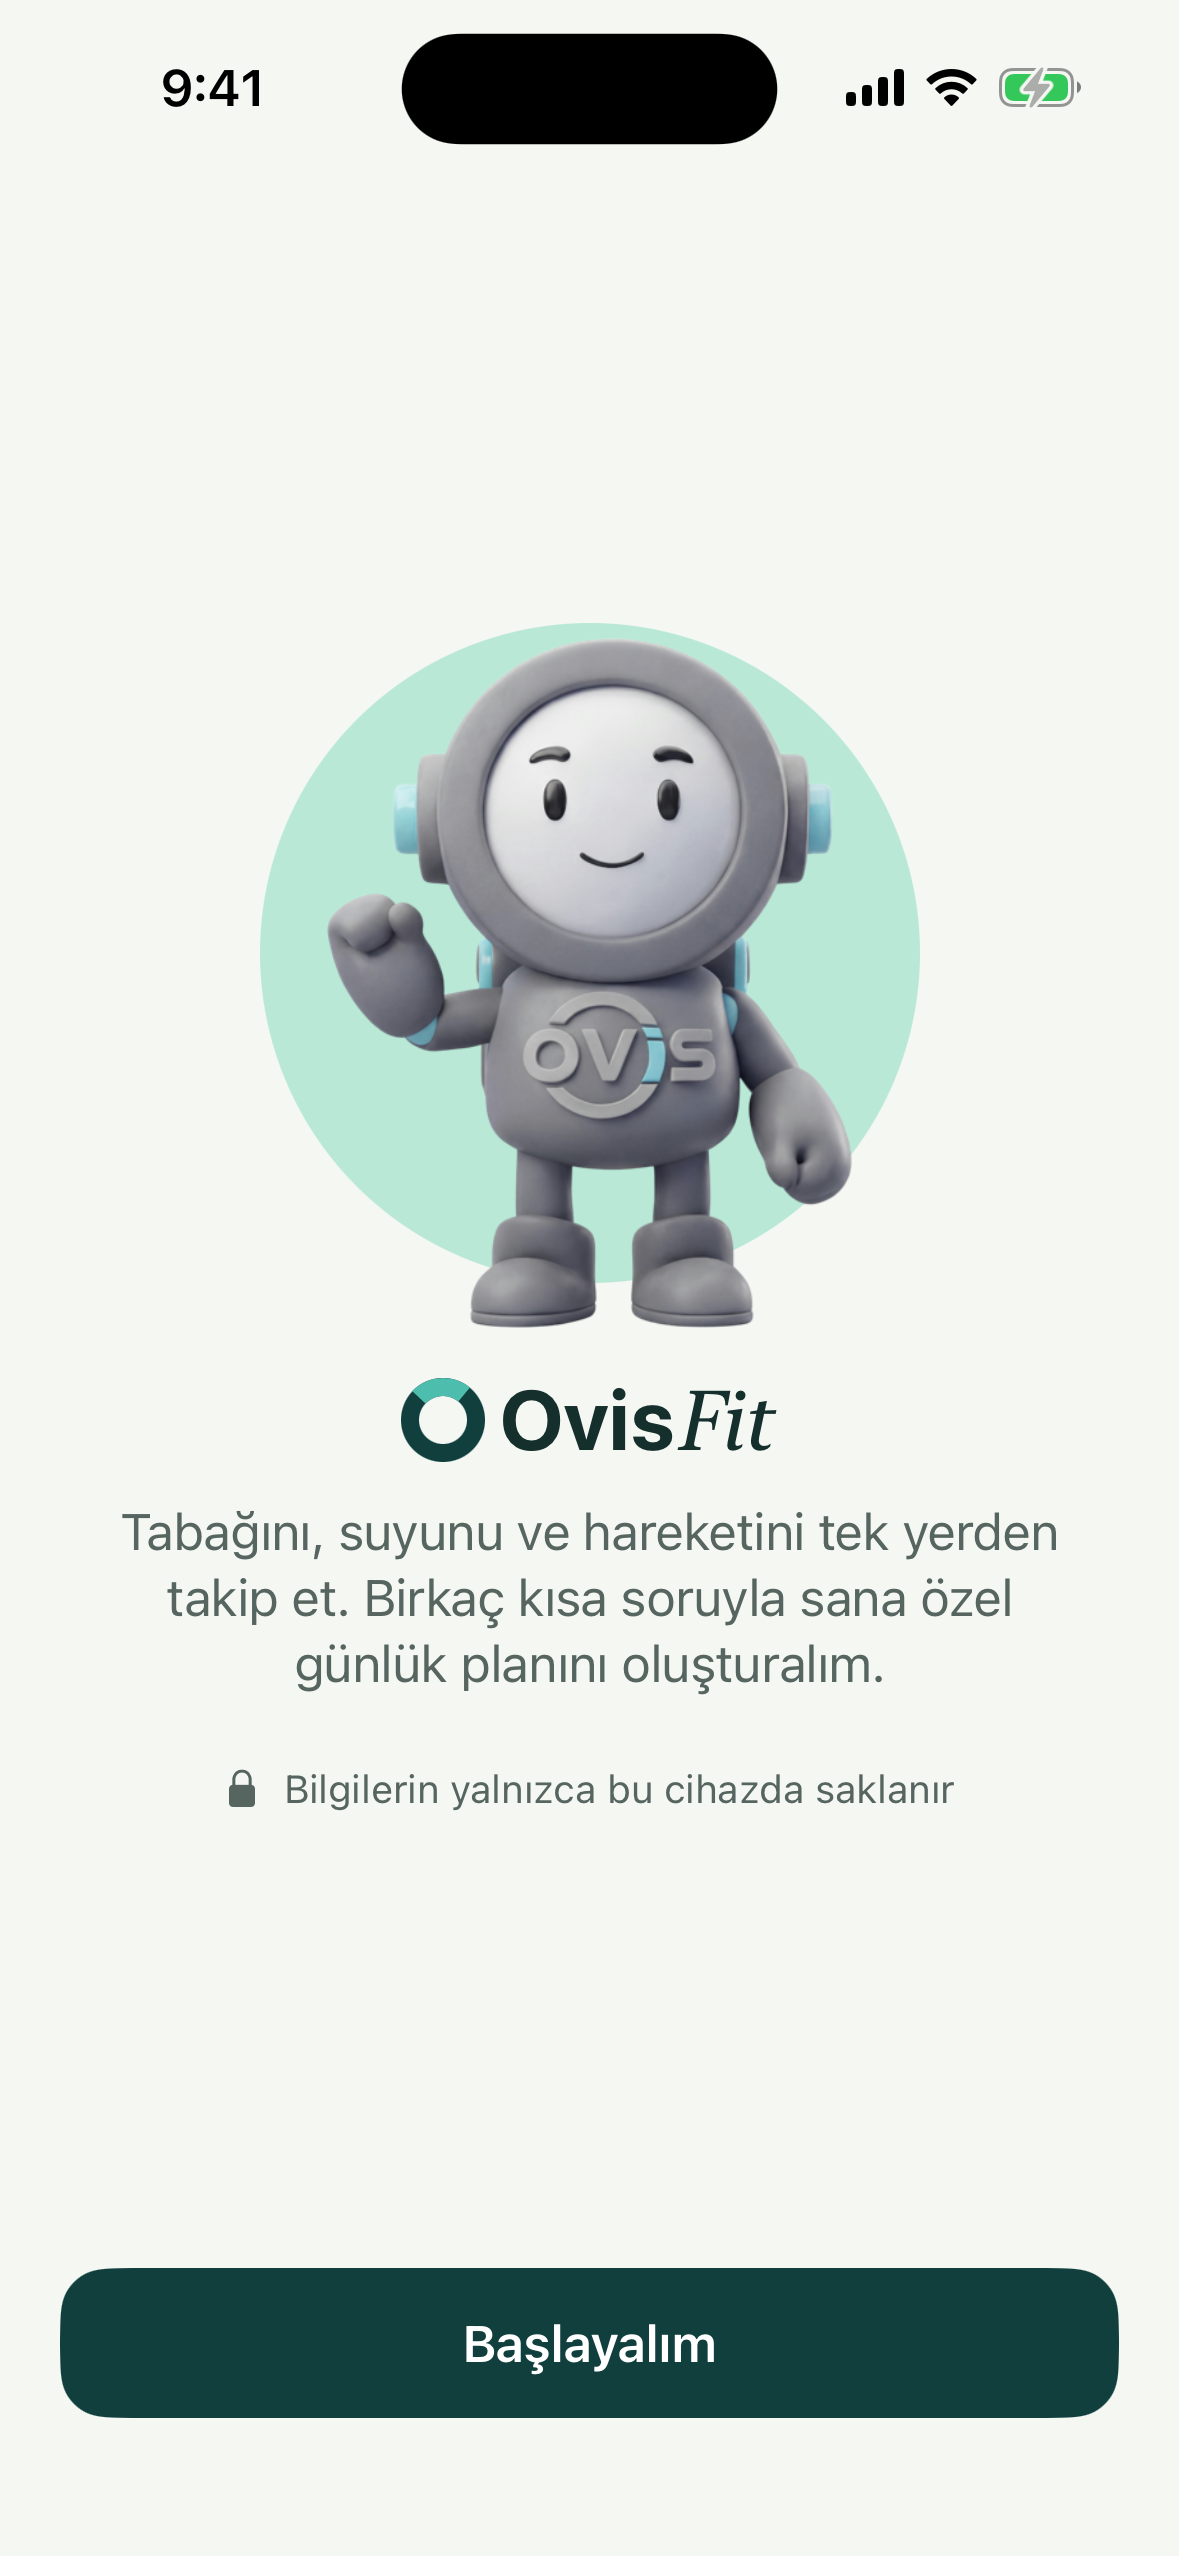 9:41
OViS
OvisFit
Tabağını, suyunu ve hareketini tek yerden
takip et. Birkaç kısa soruyla sana özel
günlük planını oluşturalım.
Bilgilerin yalnızca bu cihazda saklanır
Başlayalım